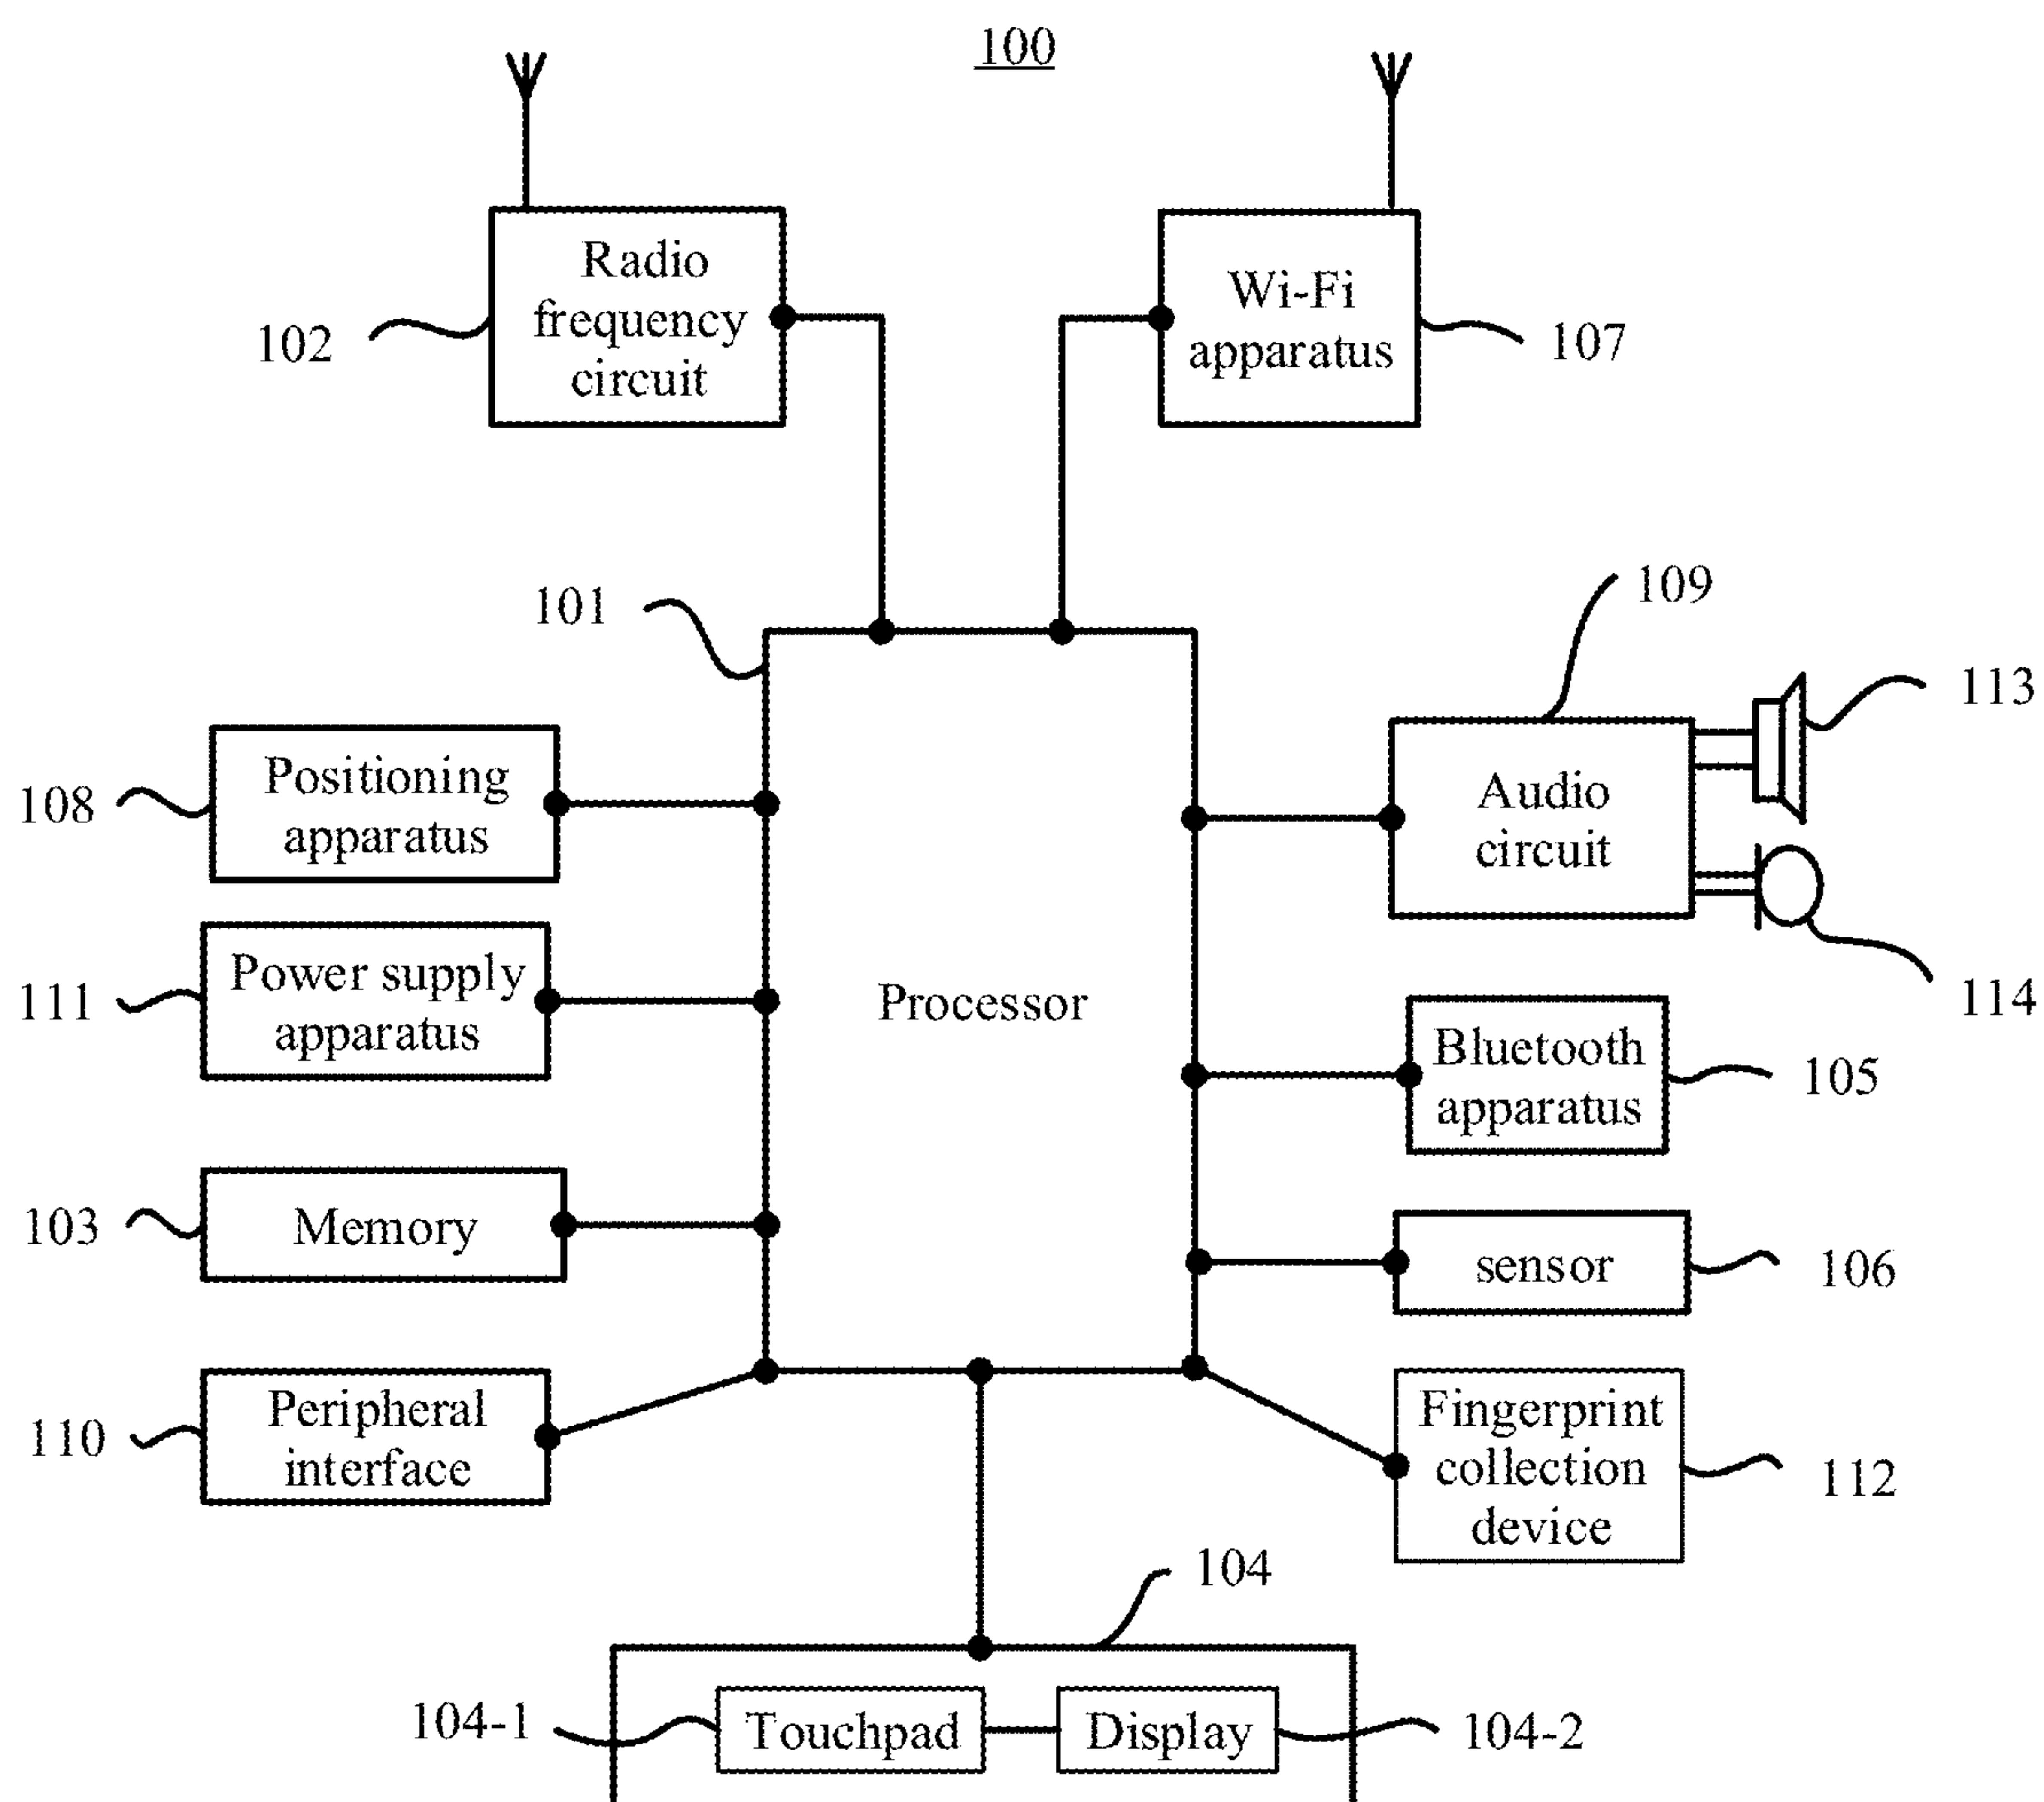 100
Radio
frequency
circuit
102
Wi-Fi
apparatus
107
101
109
113
Positioning
apparatus
108
Audio
circuit
114
Power supply
apparatus
111
Processor
Bluetooth
apparatus
105
103
Memory
sensor
106
110
Peripheral
interface
Fingerprint
collection
device
112
104
104-1
Touchpad
Display
104-2